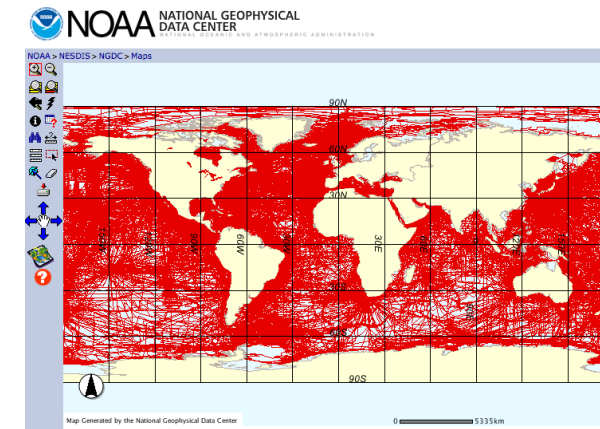 NOAA
NATIONAL GEOPHYSICAL
DATA CENTER
NATIONAL OCEANIC AND ATMOSPHERIC ADMINISTRATION
NOAA > NESDIS > NGDC > Maps
90N
60N
30N
90W
60W
30E
90S
Map Generated by the National Geophysical Data Center
0
5335km